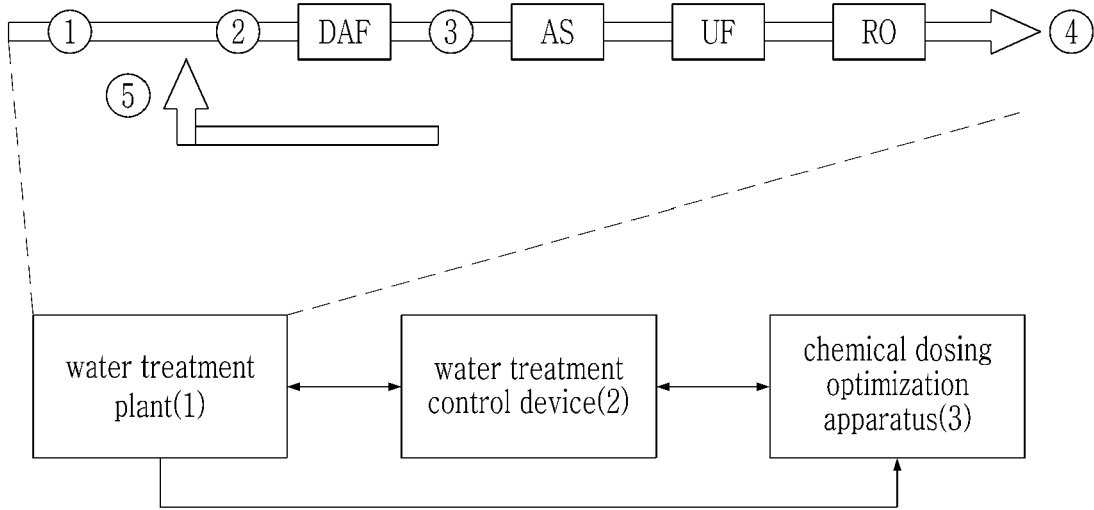 ① ② DAF ③ AS UF RO ④
⑤
water treatment
plant(1)
water treatment
control device(2)
chemical dosing
optimization
apparatus(3)